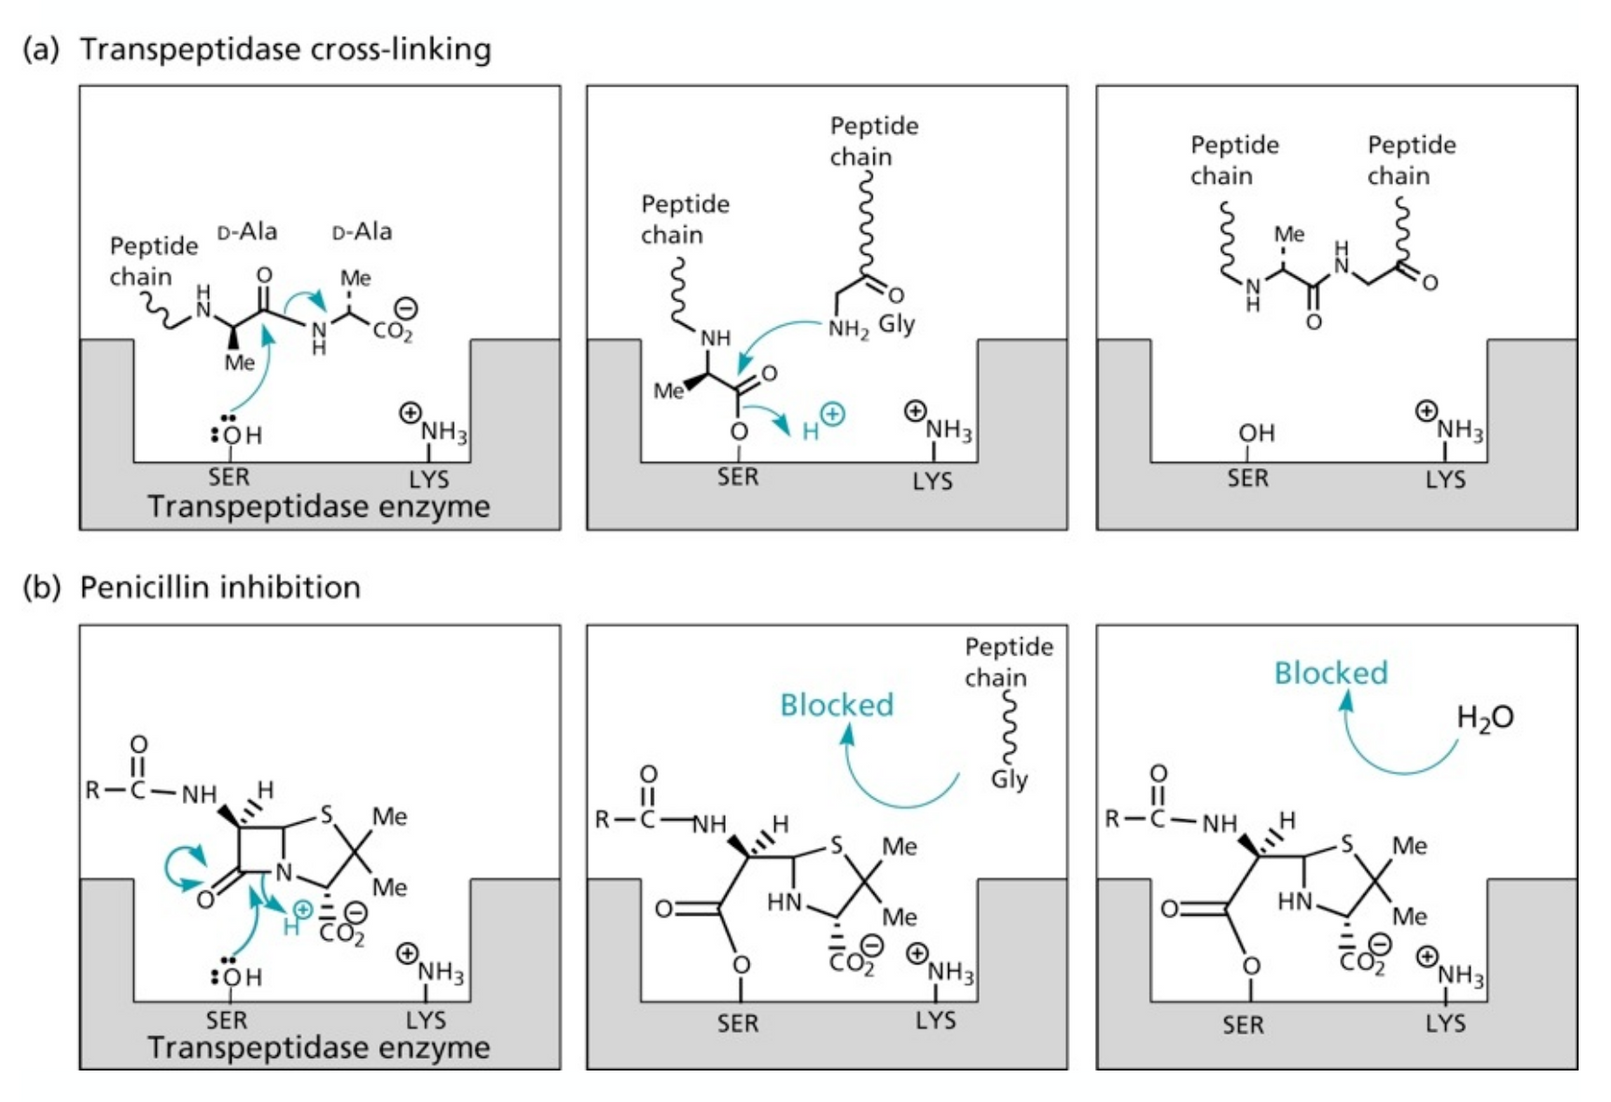 (a) Transpeptidase cross-linking
D-Ala D-Ala
Peptide
chain
O
Me
H
N
N
H
CO2 ⊖
Me
:ÖH
⊕
NH3
SER
LYS
Transpeptidase enzyme
Peptide
chain
Peptide
chain
O
NH2 Gly
NH
Me
O
O
H ⊕
⊕
NH3
SER
LYS
Peptide
chain
Peptide
chain
Me
H
N
N
H
O
O
OH
⊕
NH3
SER
LYS
(b) Penicillin inhibition
O
R–C–NH
H
S
Me
Me
N
O
H ⊕
CO2 ⊖
:ÖH
⊕
NH3
SER
LYS
Transpeptidase enzyme
Peptide
chain
Blocked
Gly
O
R–C–NH
H
S
Me
Me
HN
O
O
CO2 ⊖
⊕
NH3
SER
LYS
Blocked
H2O
O
R–C–NH
H
S
Me
Me
HN
O
O
CO2 ⊖
⊕
NH3
SER
LYS